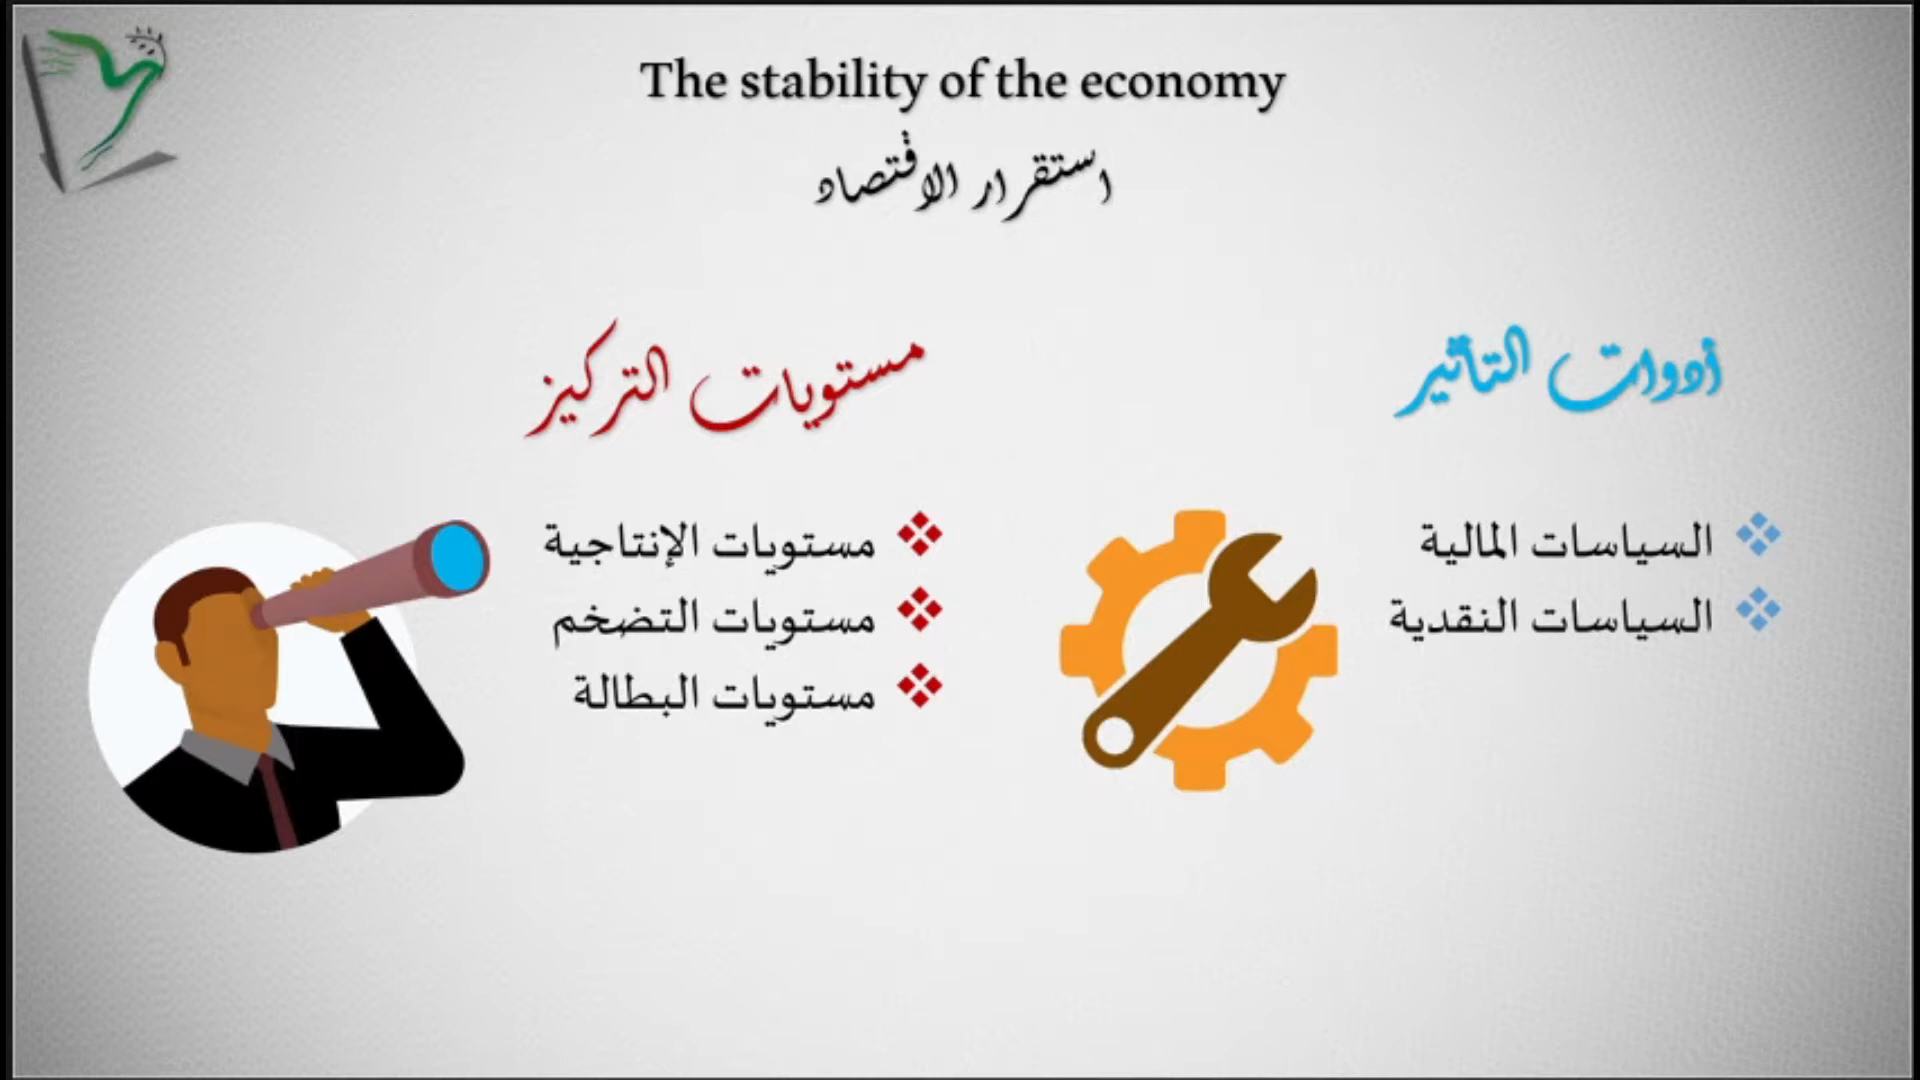 The stability of the economy
استقرار الاقتصاد
أدوات التأثير
السياسات المالية
السياسات النقدية
مستويات التركيز
مستويات الإنتاجية
مستويات التضخم
مستويات البطالة